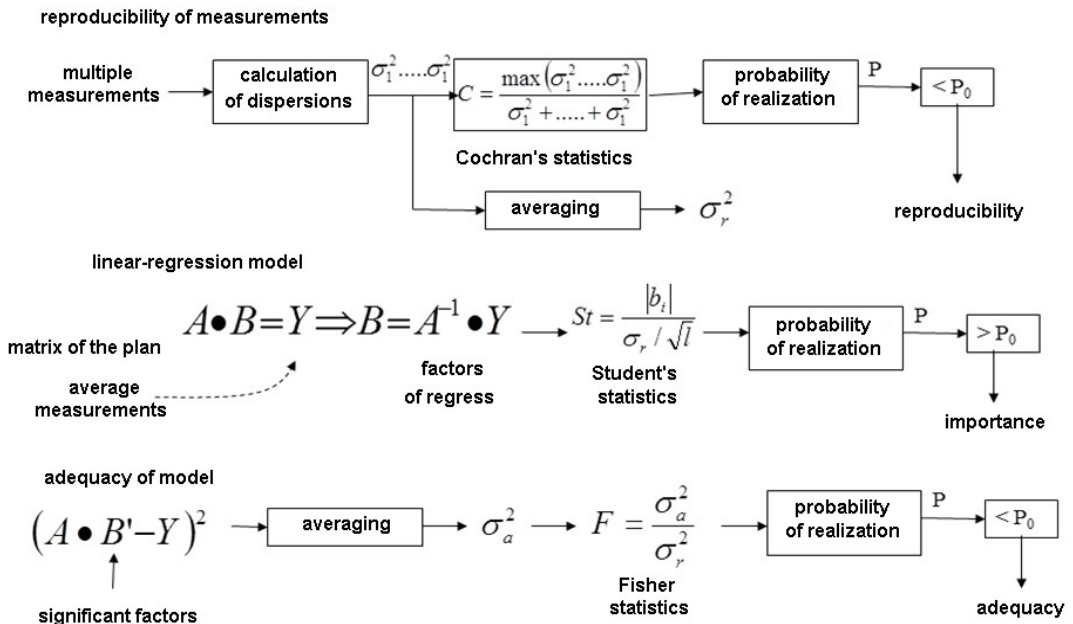 reproducibility of measurements
multiple
measurements
calculation
of dispersions
σ₁².....σ₁²
C = max(σ₁².....σ₁²) / σ₁²+.....+σ₁²
Cochran's statistics
probability
of realization
P
< P₀
reproducibility
averaging
σᵣ²
linear-regression model
A•B=Y⇒B=A⁻¹•Y
matrix of the plan
average
measurements
factors
of regress
St = |bᵢ| / σᵣ / √l
Student's
statistics
probability
of realization
P
> P₀
importance
adequacy of model
(A • B'−Y)²
significant factors
averaging
σₐ²
F = σₐ² / σᵣ²
Fisher
statistics
probability
of realization
P
< P₀
adequacy